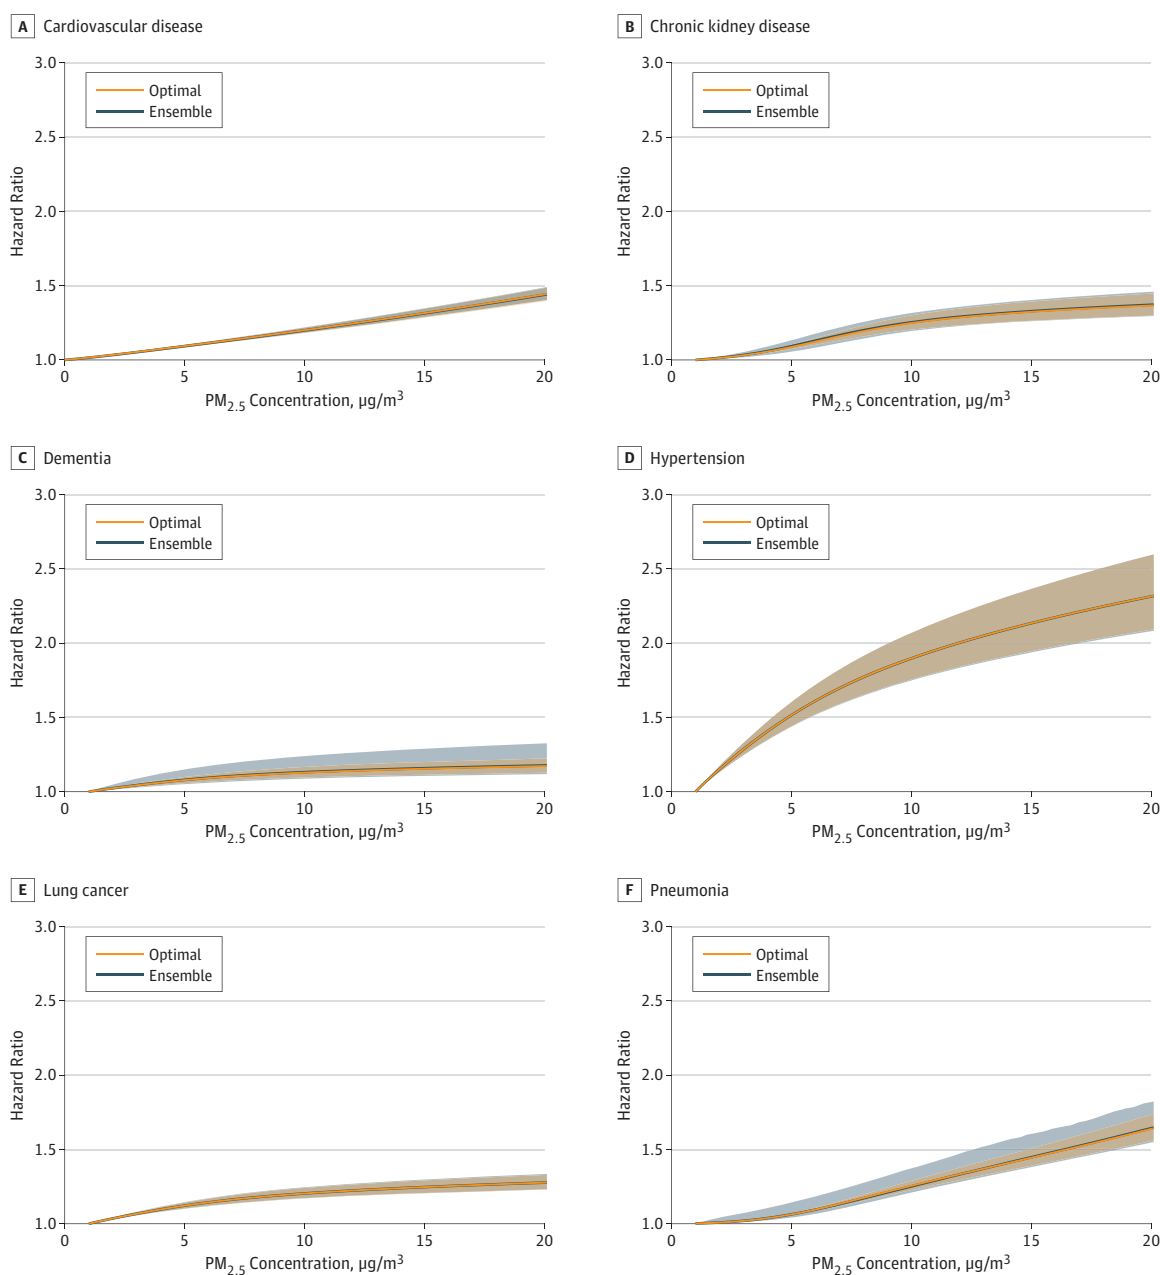 A Cardiovascular disease
3.0
2.5
2.0
1.5
1.0
Hazard Ratio
Optimal
Ensemble
0 5 10 15 20
PM2.5 Concentration, µg/m3
B Chronic kidney disease
3.0
2.5
2.0
1.5
1.0
Hazard Ratio
Optimal
Ensemble
0 5 10 15 20
PM2.5 Concentration, µg/m3
C Dementia
3.0
2.5
2.0
1.5
1.0
Hazard Ratio
Optimal
Ensemble
0 5 10 15 20
PM2.5 Concentration, µg/m3
D Hypertension
3.0
2.5
2.0
1.5
1.0
Hazard Ratio
Optimal
Ensemble
0 5 10 15 20
PM2.5 Concentration, µg/m3
E Lung cancer
3.0
2.5
2.0
1.5
1.0
Hazard Ratio
Optimal
Ensemble
0 5 10 15 20
PM2.5 Concentration, µg/m3
F Pneumonia
3.0
2.5
2.0
1.5
1.0
Hazard Ratio
Optimal
Ensemble
0 5 10 15 20
PM2.5 Concentration, µg/m3